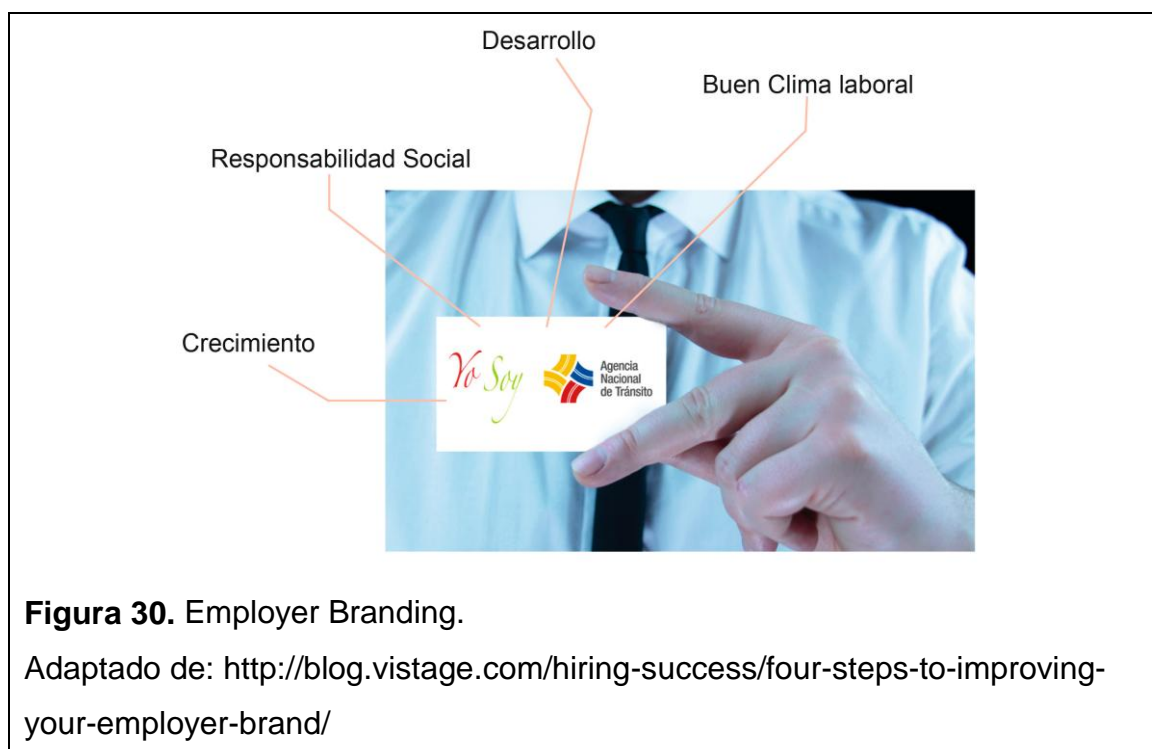 Desarrollo
Buen Clima laboral
Responsabilidad Social
Crecimiento
Yo Soy
Agencia
Nacional
de Tránsito
Figura 30. Employer Branding.
Adaptado de: http://blog.vistage.com/hiring-success/four-steps-to-improving-
your-employer-brand/